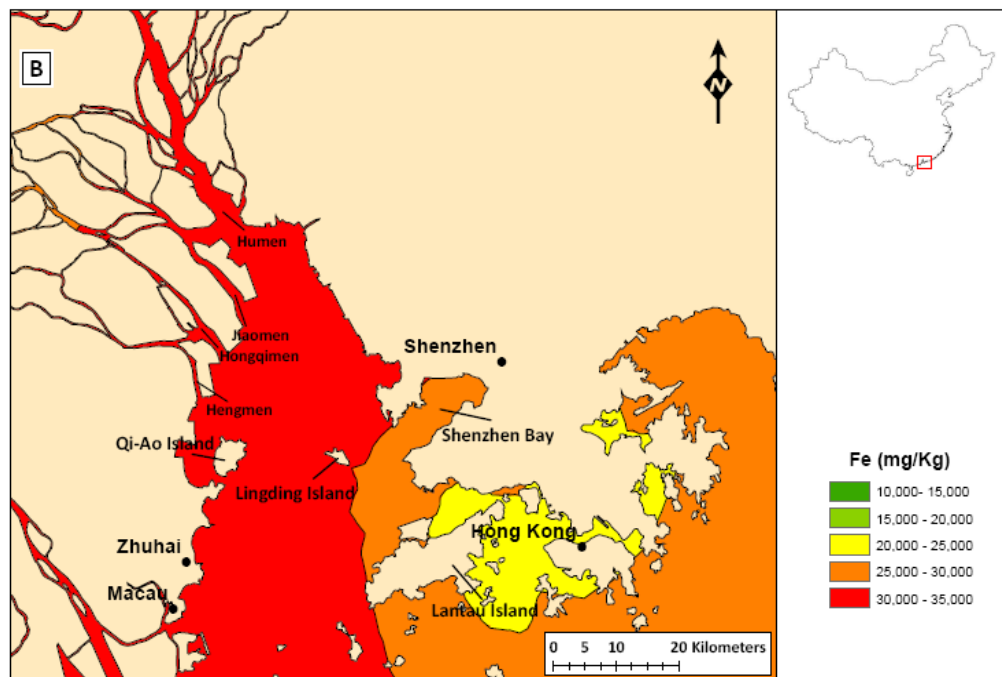 B
N
Humen
Jiaomen
Hongqimen
Shenzhen
Hengmen
Shenzhen Bay
Qi-Ao Island
Lingding Island
Zhuhai
Hong Kong
Macau
Lantau Island
0 5 10 20 Kilometers
Fe (mg/Kg)
10,000- 15,000
15,000 - 20,000
20,000 - 25,000
25,000 - 30,000
30,000 - 35,000